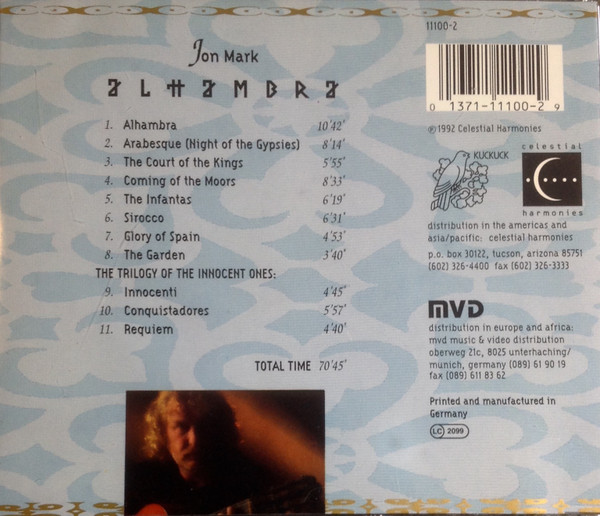 11100-2
Jon Mark
ALHAMBRA
1. Alhambra 10'42"
2. Arabesque (Night of the Gypsies) 8'14"
3. The Court of the Kings 5'55"
4. Coming of the Moors 8'33"
5. The Infantas 6'19"
6. Sirocco 6'31"
7. Glory of Spain 4'53"
8. The Garden 3'40"
THE TRILOGY OF THE INNOCENT ONES:
9. Innocenti 4'45"
10. Conquistadores 5'57"
11. Requiem 4'40"
TOTAL TIME 70'45"
0 1371-11100-2 9
℗1992 Celestial Harmonies
KUCKUCK
celestial
harmonies
distribution in the americas and
asia/pacific: celestial harmonies
p.o. box 30122, tucson, arizona 85751
(602) 326-4400 fax (602) 326-3333
MVD
distribution in europe and africa:
mvd music & video distribution
oberweg 21c, 8025 unterhaching/
munich, germany (089) 61 90 19
fax (089) 611 83 62
Printed and manufactured in
Germany
LC 2099